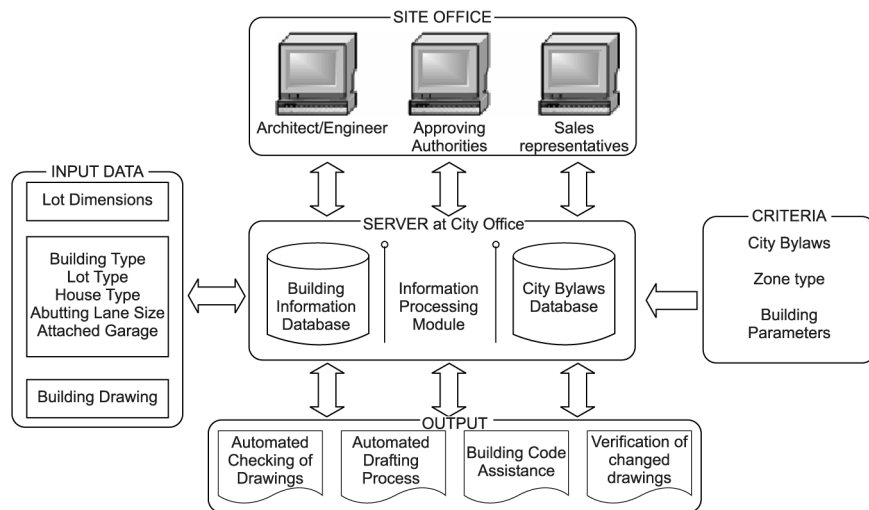 SITE OFFICE
Architect/Engineer
Approving
Authorities
Sales
representatives
INPUT DATA
Lot Dimensions
Building Type
Lot Type
House Type
Abutting Lane Size
Attached Garage
Building Drawing
SERVER at City Office
Building
Information
Database
Information
Processing
Module
City Bylaws
Database
CRITERIA
City Bylaws
Zone type
Building
Parameters
OUTPUT
Automated
Checking of
Drawings
Automated
Drafting
Process
Building Code
Assistance
Verification of
changed
drawings